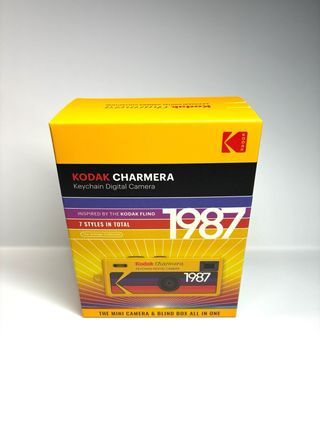 KODAK
KODAK CHARMERA
Keychain Digital Camera
INSPIRED BY THE KODAK FLING
7 STYLES IN TOTAL
1987
Kodak Charmera
KEYCHAIN DIGITAL CAMERA
1987
THE MINI CAMERA & BLIND BOX ALL IN ONE